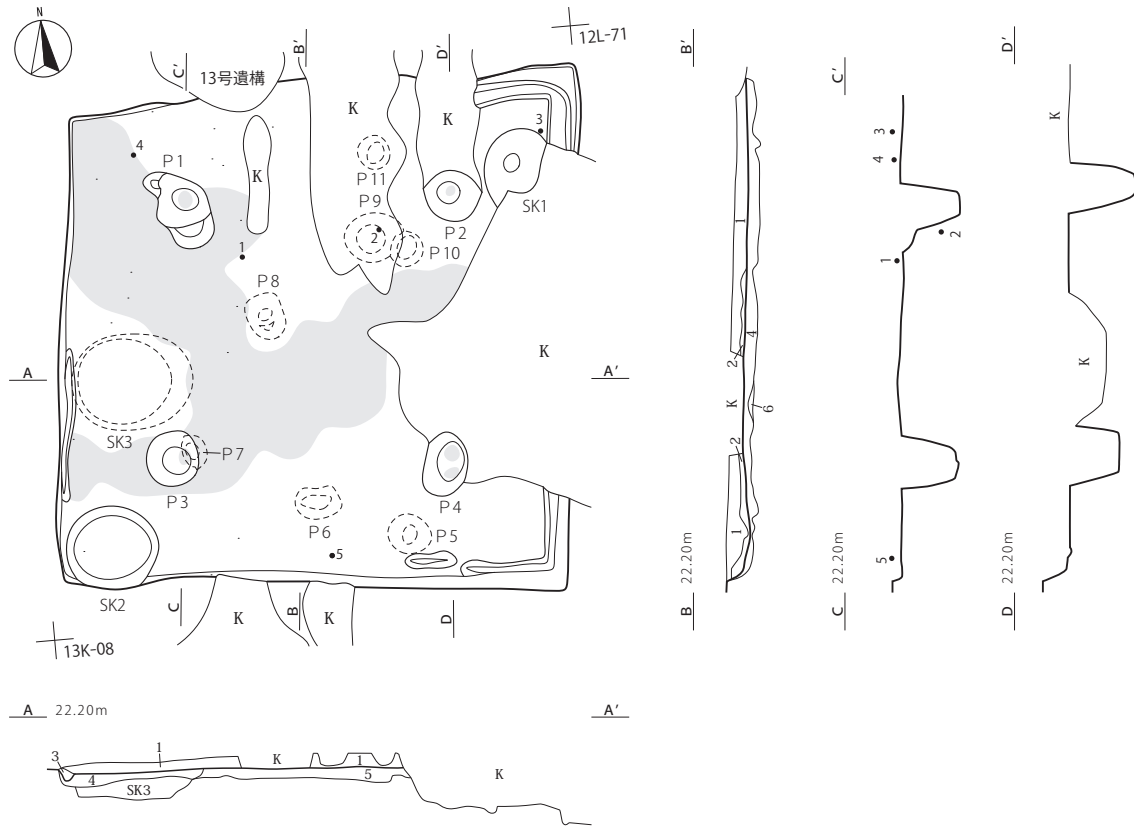 N
12L-71
B'
D'
C'
13号遺構
K
K
3
4
P1
K
P11
P9
2
P10
P2
SK1
1
P8
K
A
A'
SK3
P7
P3
P4
P6
P5
5
SK2
C
K
B
K
D
13K-08
B'
1
2
4
K
6
2
1
B 22.20m
C'
3
4
2
1
5
C 22.20m
D'
K
K
D 22.20m
A 22.20m
A'
3
1
K
1
4
5
SK3
K